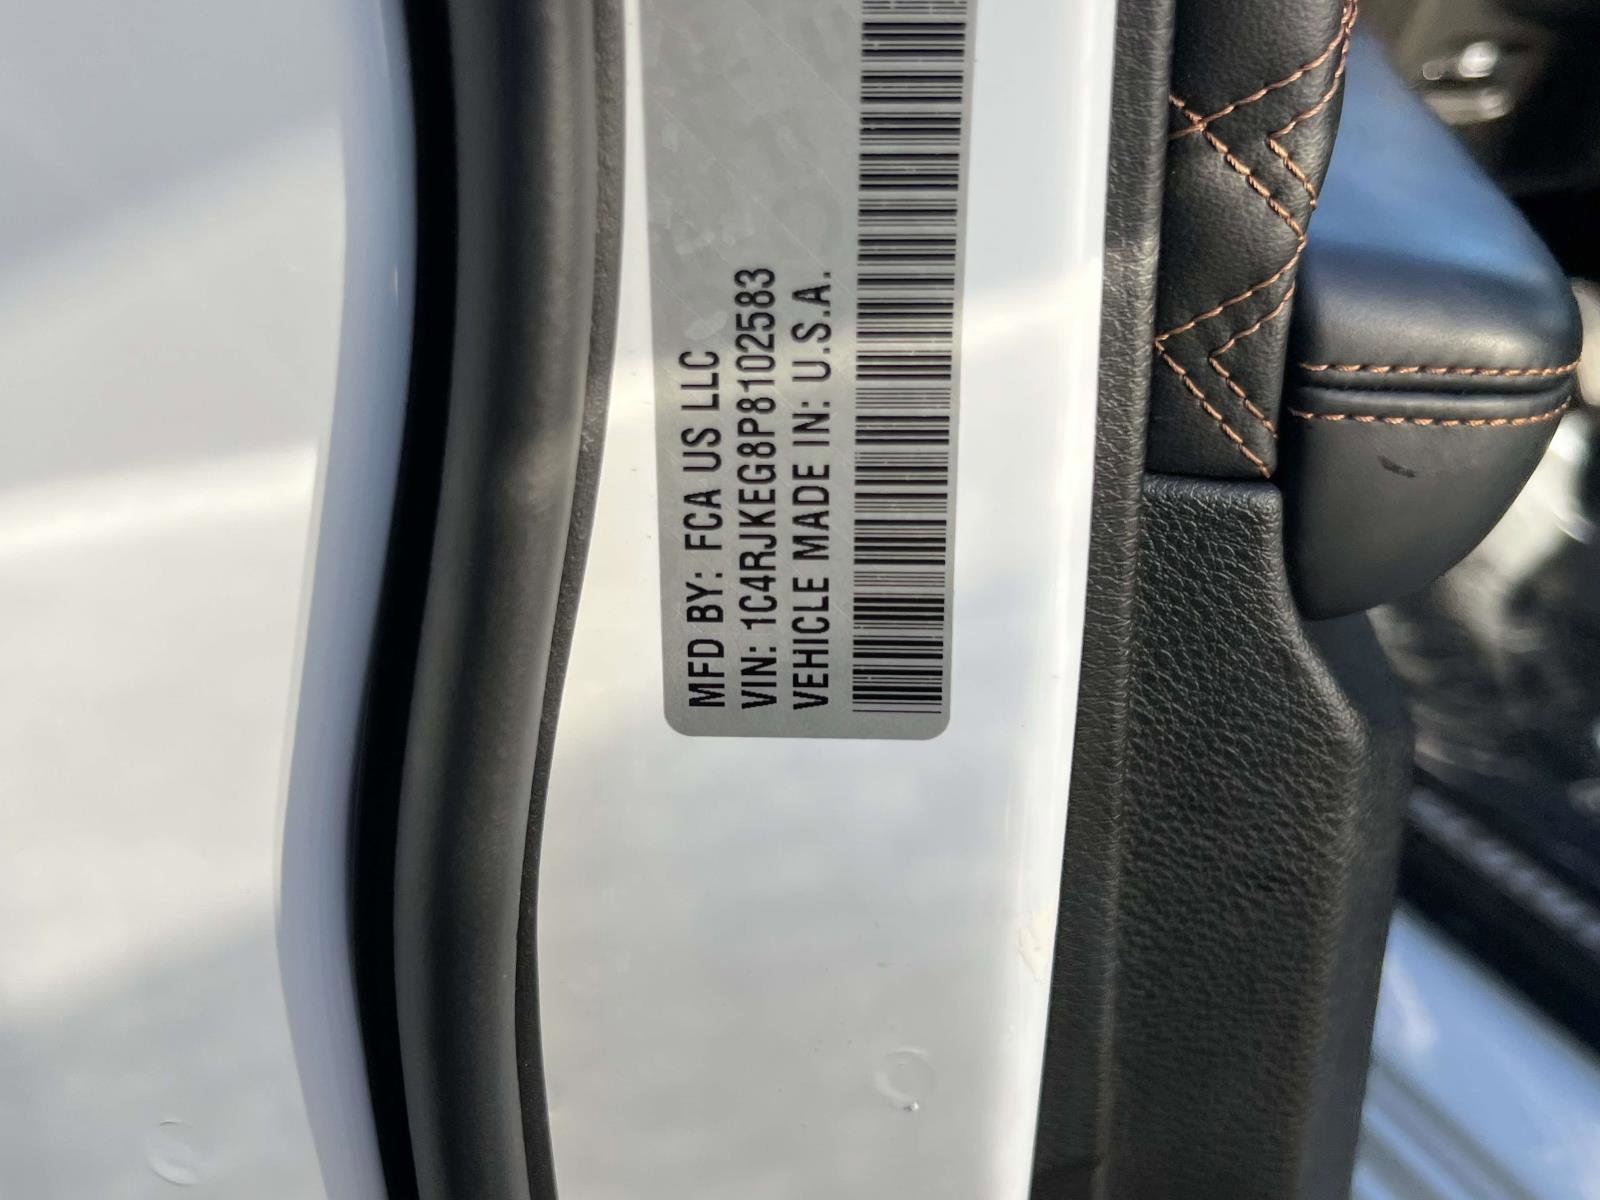 MFD BY: FCA US LLC
VIN: 1C4RJKEG8P8102583
VEHICLE MADE IN: U.S.A.